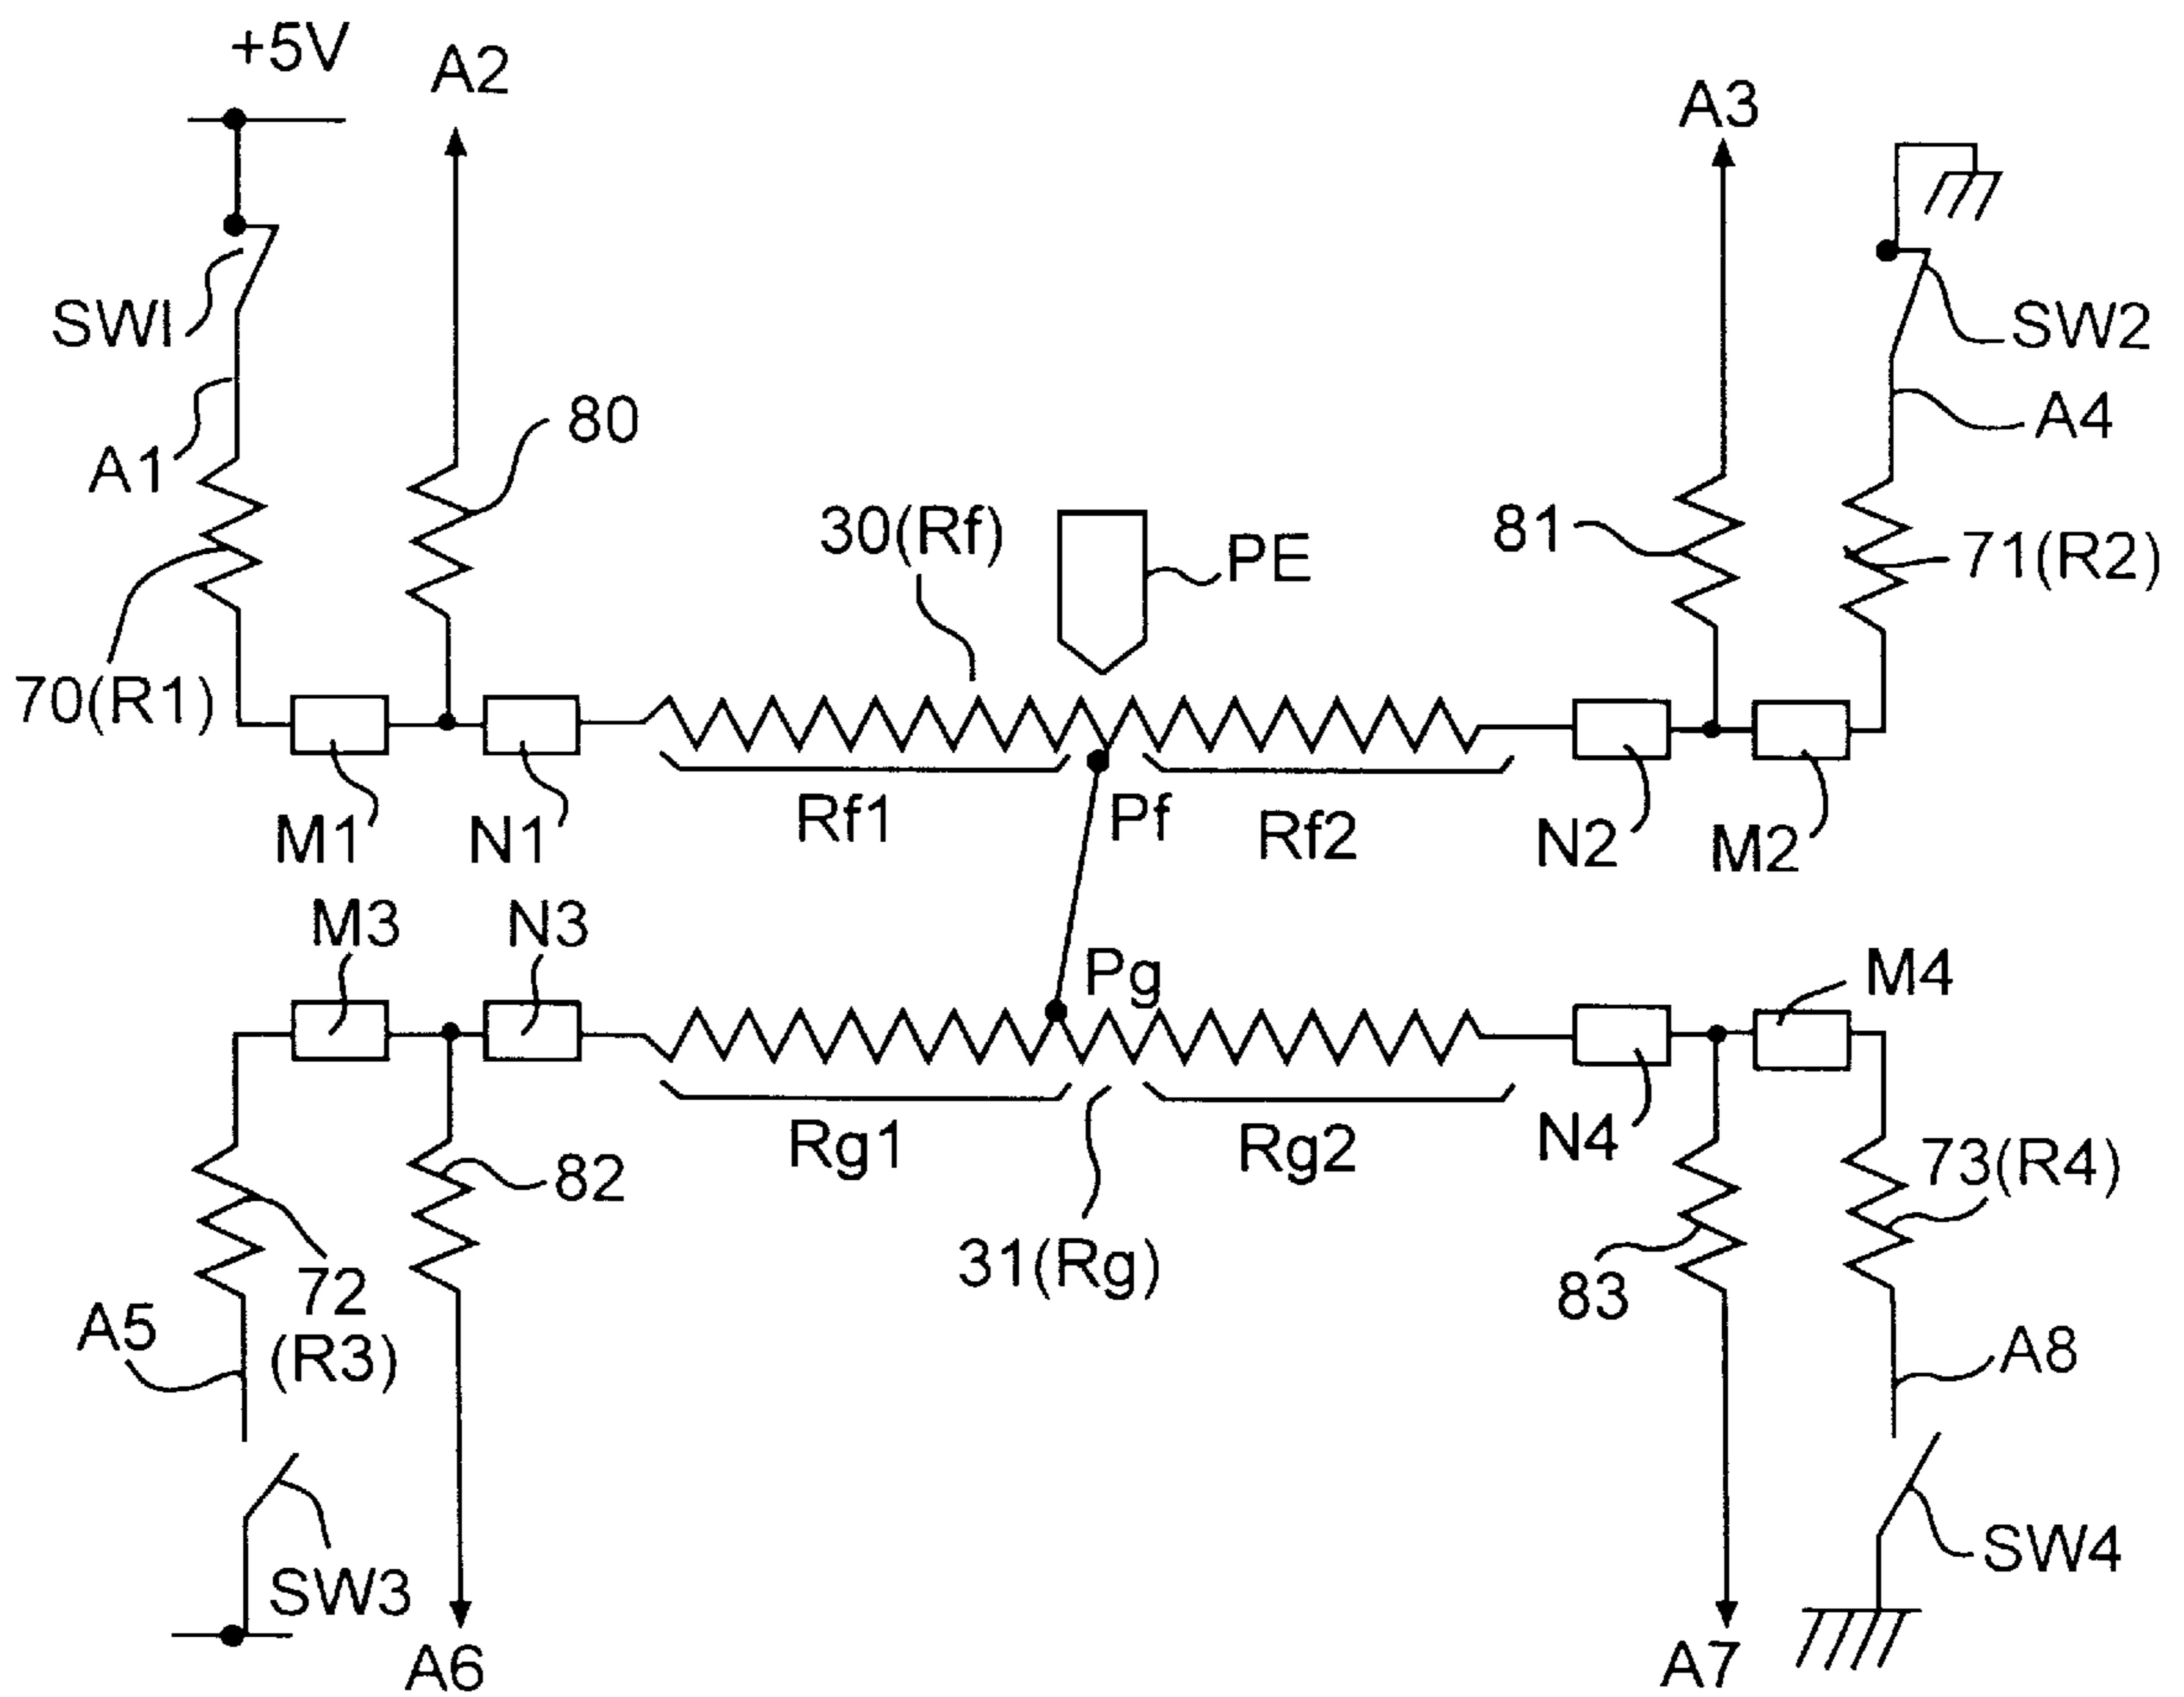 +5V
A2
A3
SWI
SW2
A1
80
A4
30(Rf)
PE
81
71(R2)
70(R1)
M1
N1
Rf1
Pf
Rf2
N2
M2
M3
N3
Pg
M4
Rg1
Rg2
N4
82
73(R4)
31(Rg)
72
(R3)
83
A5
A8
SW3
SW4
A6
A7